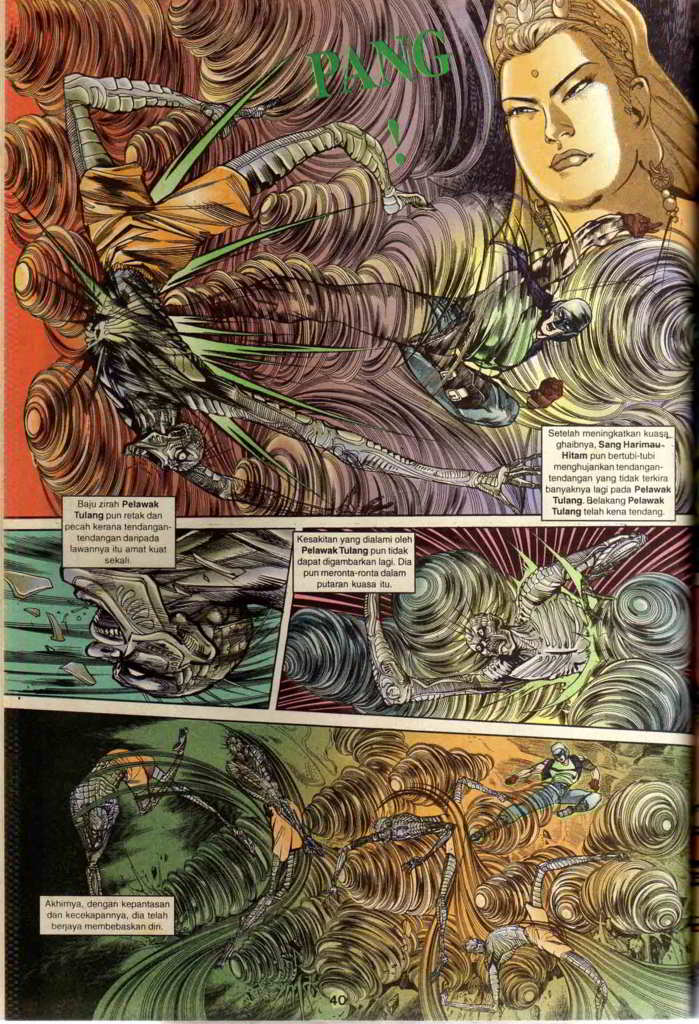 PANG
!
Setelah meningkatkan kuasa
ghaibnya, Sang Harimau-
Hitam pun bertubi-tubi
menghujankan tendangan-
tendangan yang tidak terkira
banyaknya lagi pada Pelawak
Tulang. Belakang Pelawak
Tulang telah kena tendang.
Baju zirah Pelawak
Tulang pun retak dan
pecah kerana tendangan-
tendangan daripada
lawannya itu amat kuat
sekali.
Kesakitan yang dialami oleh
Pelawak Tulang pun tidak
dapat digambarkan lagi. Dia
pun meronta-ronta dalam
putaran kuasa itu.
Akhirnya, dengan kepantasan
dan kecekapannya, dia telah
berjaya membebaskan diri.
40